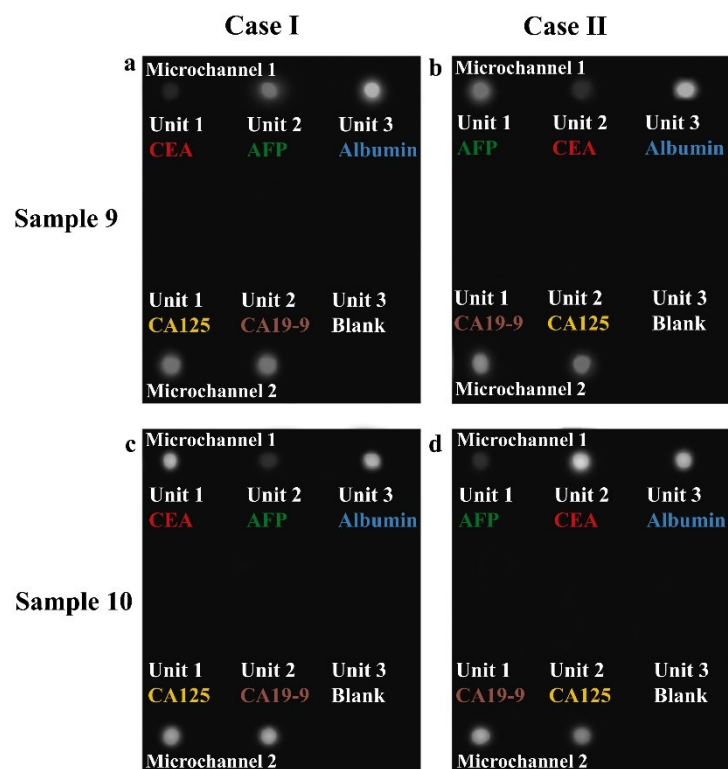 Case I Case II
a Microchannel 1 b Microchannel 1
Unit 1 Unit 2 Unit 3 Unit 1 Unit 2 Unit 3
CEA AFP Albumin AFP CEA Albumin
Sample 9
Unit 1 Unit 2 Unit 3 Unit 1 Unit 2 Unit 3
CA125 CA19-9 Blank CA19-9 CA125 Blank
Microchannel 2 Microchannel 2
c Microchannel 1 d Microchannel 1
Unit 1 Unit 2 Unit 3 Unit 1 Unit 2 Unit 3
CEA AFP Albumin AFP CEA Albumin
Sample 10
Unit 1 Unit 2 Unit 3 Unit 1 Unit 2 Unit 3
CA125 CA19-9 Blank CA19-9 CA125 Blank
Microchannel 2 Microchannel 2